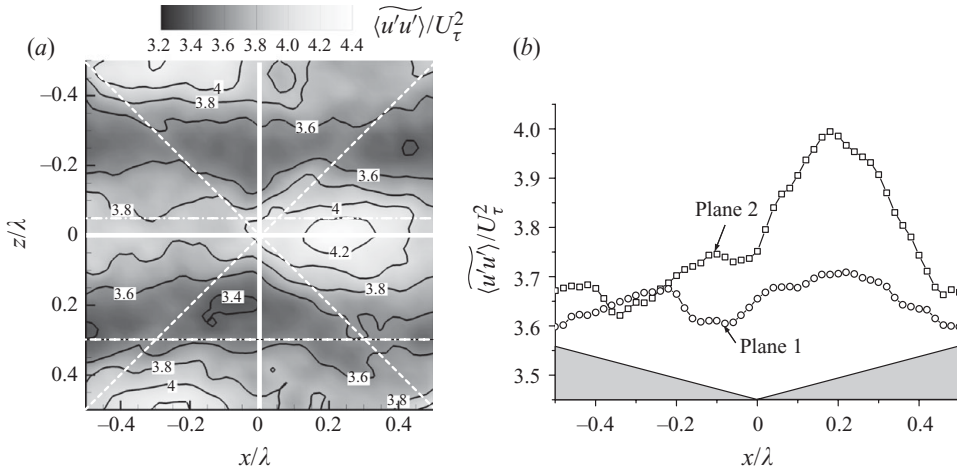 ⟨u′u′⟩/U_τ^2
3.2 3.6 4.0 4.4
3.4 3.8 4.2
(a)
4
3.8
3.6
3.6
3.8
4
4.2
3.8
3.6
3.4
3.8
3.6
4
3.8
−0.4
−0.2
0
0.2
0.4
z/λ
−0.4 −0.2 0 0.2 0.4
x/λ
(b)
4.0
3.9
3.8
3.7
3.6
3.5
⟨u′u′⟩/U_τ^2
Plane 2
Plane 1
−0.4 −0.2 0 0.2 0.4
x/λ